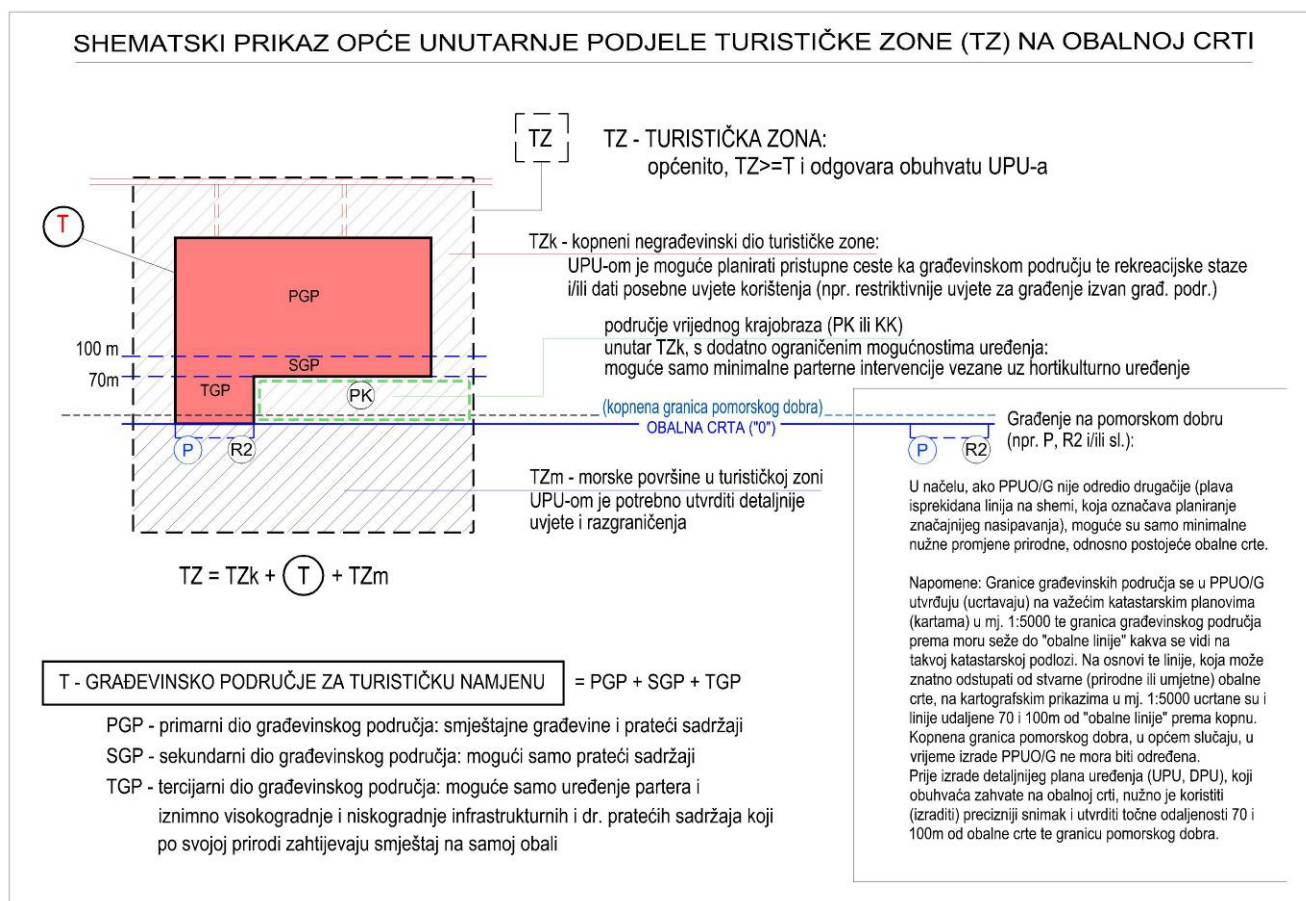 SHEMATSKI PRIKAZ OPĆE UNUTARNJE PODJELE TURISTIČKE ZONE (TZ) NA OBALNOJ CRTI
TZ
TZ - TURISTIČKA ZONA:
općenito, TZ>=T i odgovara obuhvatu UPU-a
T
TZk - kopneni negrađevinski dio turističke zone:
UPU-om je moguće planirati pristupne ceste ka građevinskom području te rekreacijske staze
i/ili dati posebne uvjete korištenja (npr. restriktivnije uvjete za građenje izvan građ. podr.)
PGP
područje vrijednog krajobraza (PK ili KK)
unutar TZk, s dodatno ograničenim mogućnostima uređenja:
moguće samo minimalne parterne intervencije vezane uz hortikulturno uređenje
100 m
SGP
70m
TGP
PK
(kopnena granica pomorskog dobra)
OBALNA CRTA ("0")
P
R2
P
R2
Građenje na pomorskom dobru
(npr. P, R2 i/ili sl.):
TZm - morske površine u turističkoj zoni
UPU-om je potrebno utvrditi detaljnije
uvjete i razgraničenja
U načelu, ako PPUO/G nije odredio drugačije (plava
isprekidana linija na shemi, koja označava planiranje
značajnijeg nasipavanja), moguće su samo minimalne
nužne promjene prirodne, odnosno postojeće obalne crte.
TZ = TZk + T + TZm
Napomene: Granice građevinskih područja se u PPUO/G
utvrđuju (ucrtavaju) na važećim katastarskim planovima
(kartama) u mj. 1:5000 te granica građevinskog područja
prema moru seže do "obalne linije" kakva se vidi na
takvoj katastarskoj podlozi. Na osnovi te linije, koja može
znatno odstupati od stvarne (prirodne ili umjetne) obalne
crte, na kartografskim prikazima u mj. 1:5000 ucrtane su i
linije udaljene 70 i 100m od "obalne linije" prema kopnu.
Kopnena granica pomorskog dobra, u općem slučaju, u
vrijeme izrade PPUO/G ne mora biti određena.
Prije izrade detaljnijeg plana uređenja (UPU, DPU), koji
obuhvaća zahvate na obalnoj crti, nužno je koristiti
(izraditi) precizniji snimak i utvrditi točne odaljenosti 70 i
100m od obalne crte te granicu pomorskog dobra.
T - GRAĐEVINSKO PODRUČJE ZA TURISTIČKU NAMJENU = PGP + SGP + TGP
PGP - primarni dio građevinskog područja: smještajne građevine i prateći sadržaji
SGP - sekundarni dio građevinskog područja: mogući samo prateći sadržaji
TGP - tercijarni dio građevinskog područja: moguće samo uređenje partera i
iznimno visokogradnje i niskogradnje infrastrukturnih i dr. pratećih sadržaja koji
po svojoj prirodi zahtijevaju smještaj na samoj obali